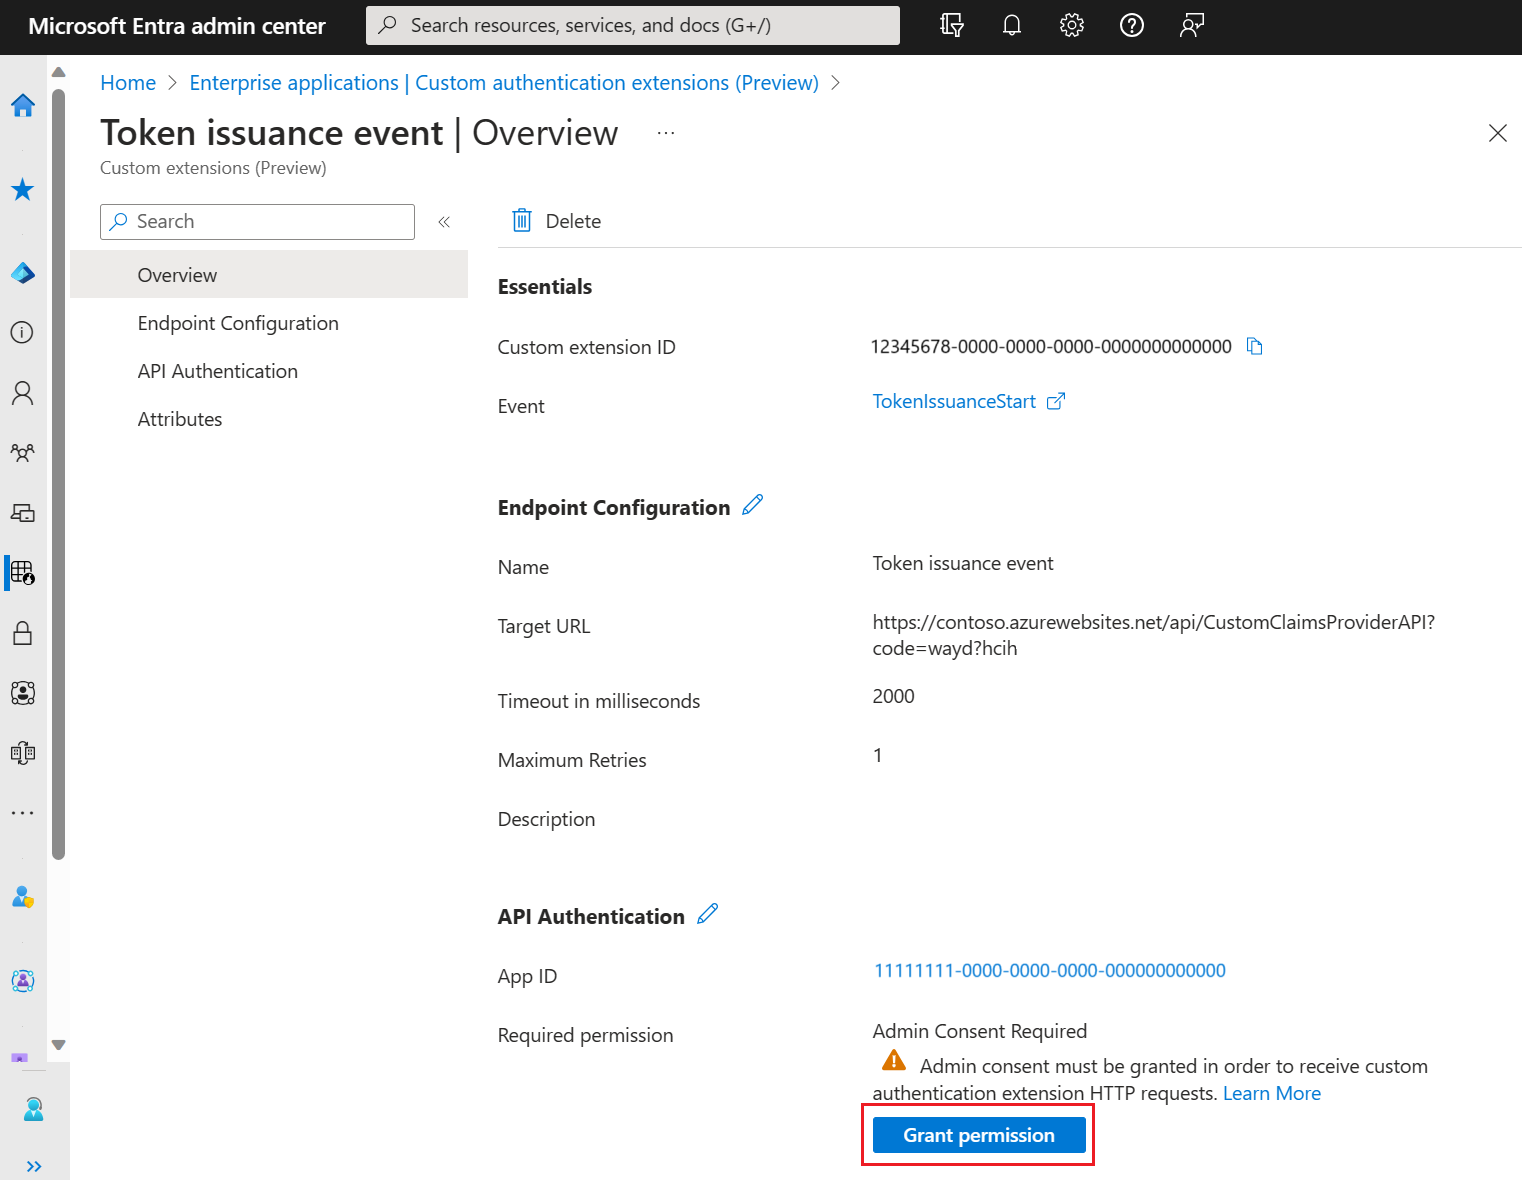 Microsoft Entra admin center
Search resources, services, and docs (G+/)
Home > Enterprise applications | Custom authentication extensions (Preview) >
Token issuance event | Overview ...
Custom extensions (Preview)
Search
«
Delete
Overview
Endpoint Configuration
API Authentication
Attributes
Essentials
Custom extension ID
12345678-0000-0000-0000-0000000000000
Event
TokenIssuanceStart
Endpoint Configuration
Name
Token issuance event
Target URL
https://contoso.azurewebsites.net/api/CustomClaimsProviderAPI?
code=wayd?hcih
Timeout in milliseconds
2000
Maximum Retries
1
Description
API Authentication
App ID
11111111-0000-0000-0000-000000000000
Required permission
Admin Consent Required
Admin consent must be granted in order to receive custom
authentication extension HTTP requests. Learn More
Grant permission